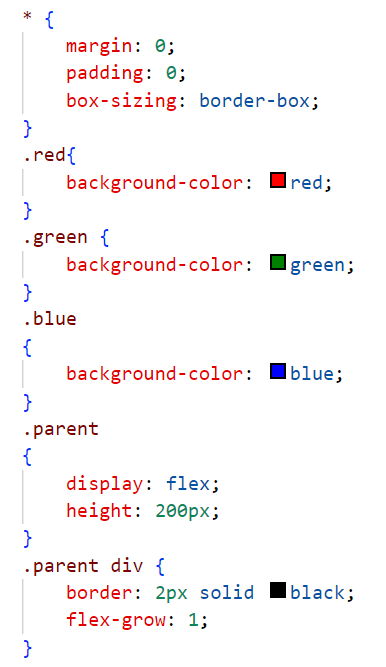 * {
    margin: 0;
    padding: 0;
    box-sizing: border-box;
}
.red{
    background-color: red;
}
.green {
    background-color: green;
}
.blue
{
    background-color: blue;
}
.parent
{
    display: flex;
    height: 200px;
}
.parent div {
    border: 2px solid black;
    flex-grow: 1;
}